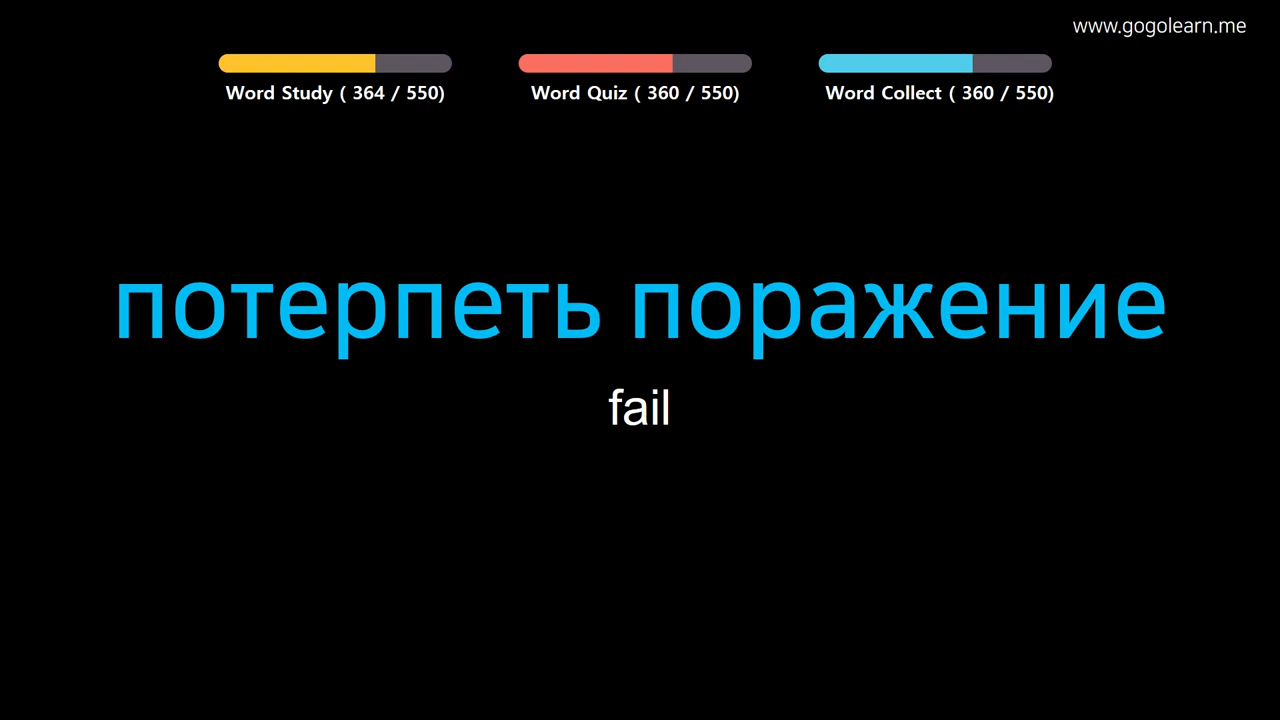 www.gogolearn.me
Word Study ( 364 / 550)
Word Quiz ( 360 / 550)
Word Collect ( 360 / 550)
потерпеть поражение
fail